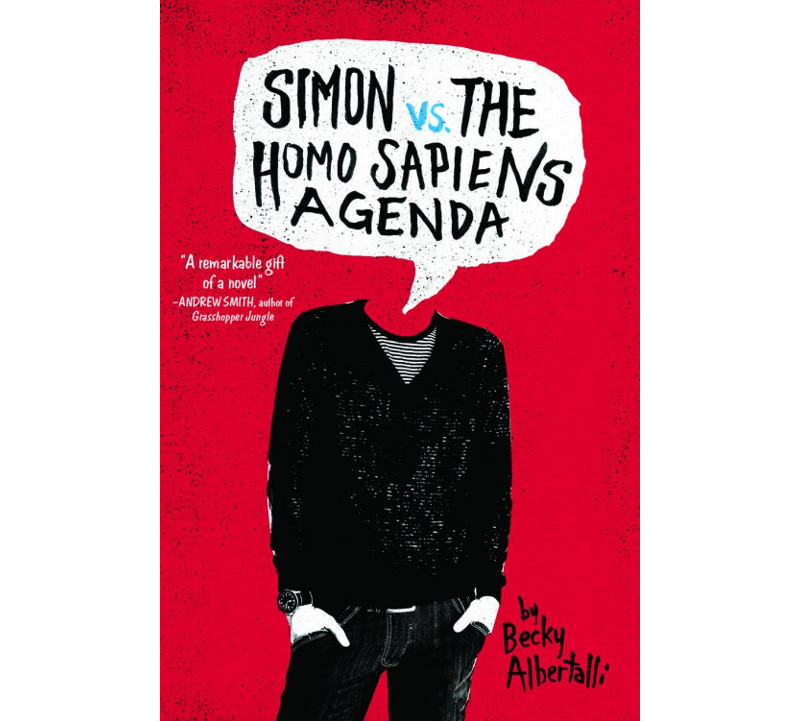 SIMON VS. THE
HOMO SAPIENS
AGENDA
"A remarkable gift
of a novel"
–ANDREW SMITH, author of
Grasshopper Jungle
by
Becky
Albertalli